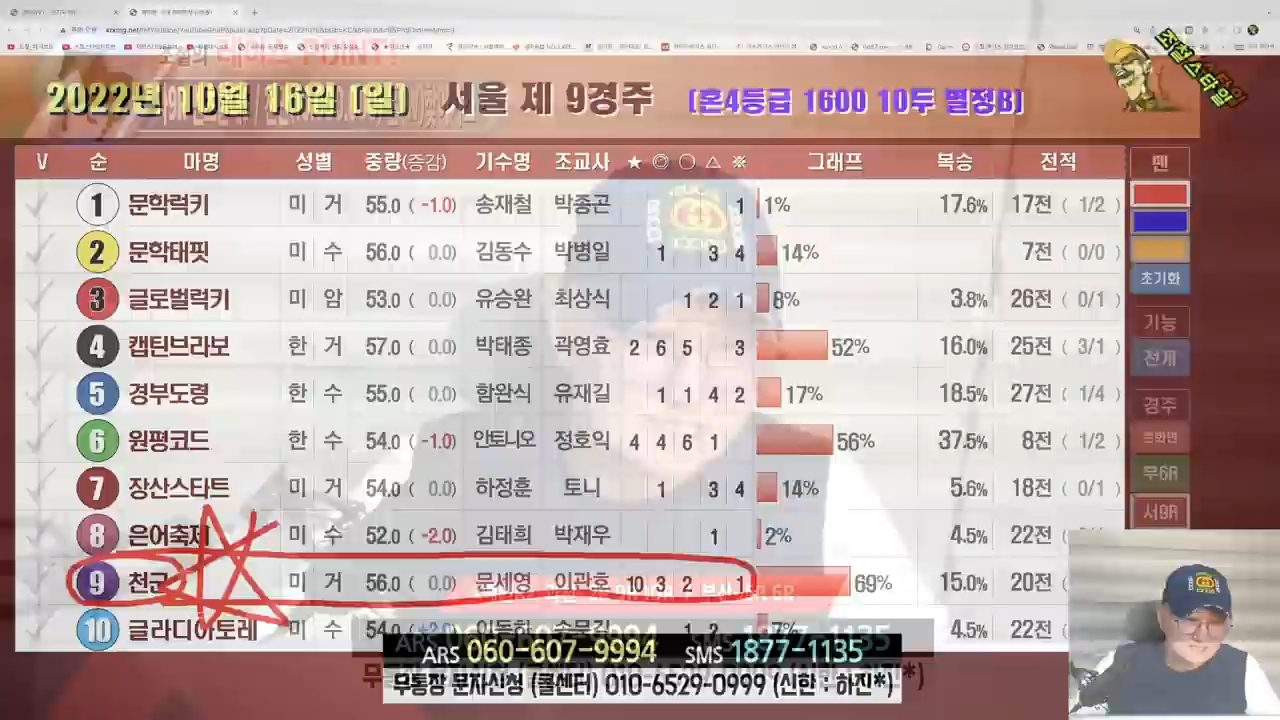 2022년 10월 16일 [일] 서울 제 9경주 [혼4등급 1600 10두 별정B]
조철스타일
V 순 마명 성별 중량(증감) 기수명 조교사 ★ ◎ ○ △ ※ 그래프 복승 전적 펜
1 문학럭키 미 거 55.0 ( -1.0) 송재철 박종곤 1 1% 17.6% 17전 ( 1/2 )
2 문학태핏 미 수 56.0 ( 0.0) 김동수 박병일 1 3 4 14% 7전 ( 0/0 )
초기화
3 글로벌럭키 미 암 53.0 ( 0.0) 유승완 최상식 1 2 1 8% 3.8% 26전 ( 0/1 )
기능
4 캡틴브라보 한 거 57.0 ( 0.0) 박태종 곽영효 2 6 5 3 52% 16.0% 25전 ( 3/1 )
전개
5 경부도령 한 수 55.0 ( 0.0) 함완식 유재길 1 1 4 2 17% 18.5% 27전 ( 1/4 )
경주
6 원평코드 한 수 54.0 ( -1.0) 안토니오 정호익 4 4 6 1 56% 37.5% 8전 ( 1/2 )
무6R
7 장산스타트 미 거 54.0 ( 0.0) 하정훈 토니 1 3 4 14% 5.6% 18전 ( 0/1 )
서9R
8 은어축제 미 수 52.0 ( -2.0) 김태희 박재우 1 2% 4.5% 22전
9 천군 미 거 56.0 ( 0.0) 문세영 이관호 10 3 2 1 69% 15.0% 20전
10 글라디아토레 미 수 54.0 1 2 7% 4.5% 22전
ARS 060-607-9994 SMS 1877-1135
무통장 문자신청 (콜센터) 010-6529-0999 (신한 : 하진*)